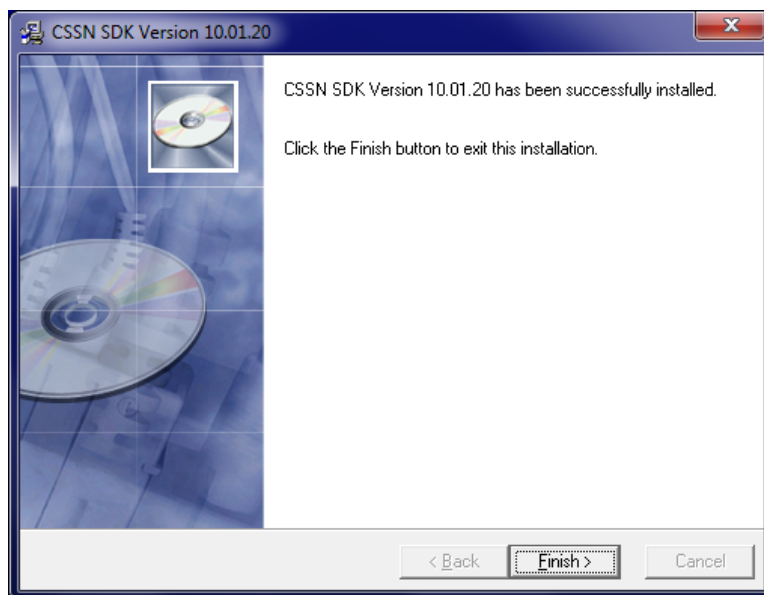 CSSN SDK Version 10.01.20
CSSN SDK Version 10.01.20 has been successfully installed.
Click the Finish button to exit this installation.
< Back
Finish >
Cancel